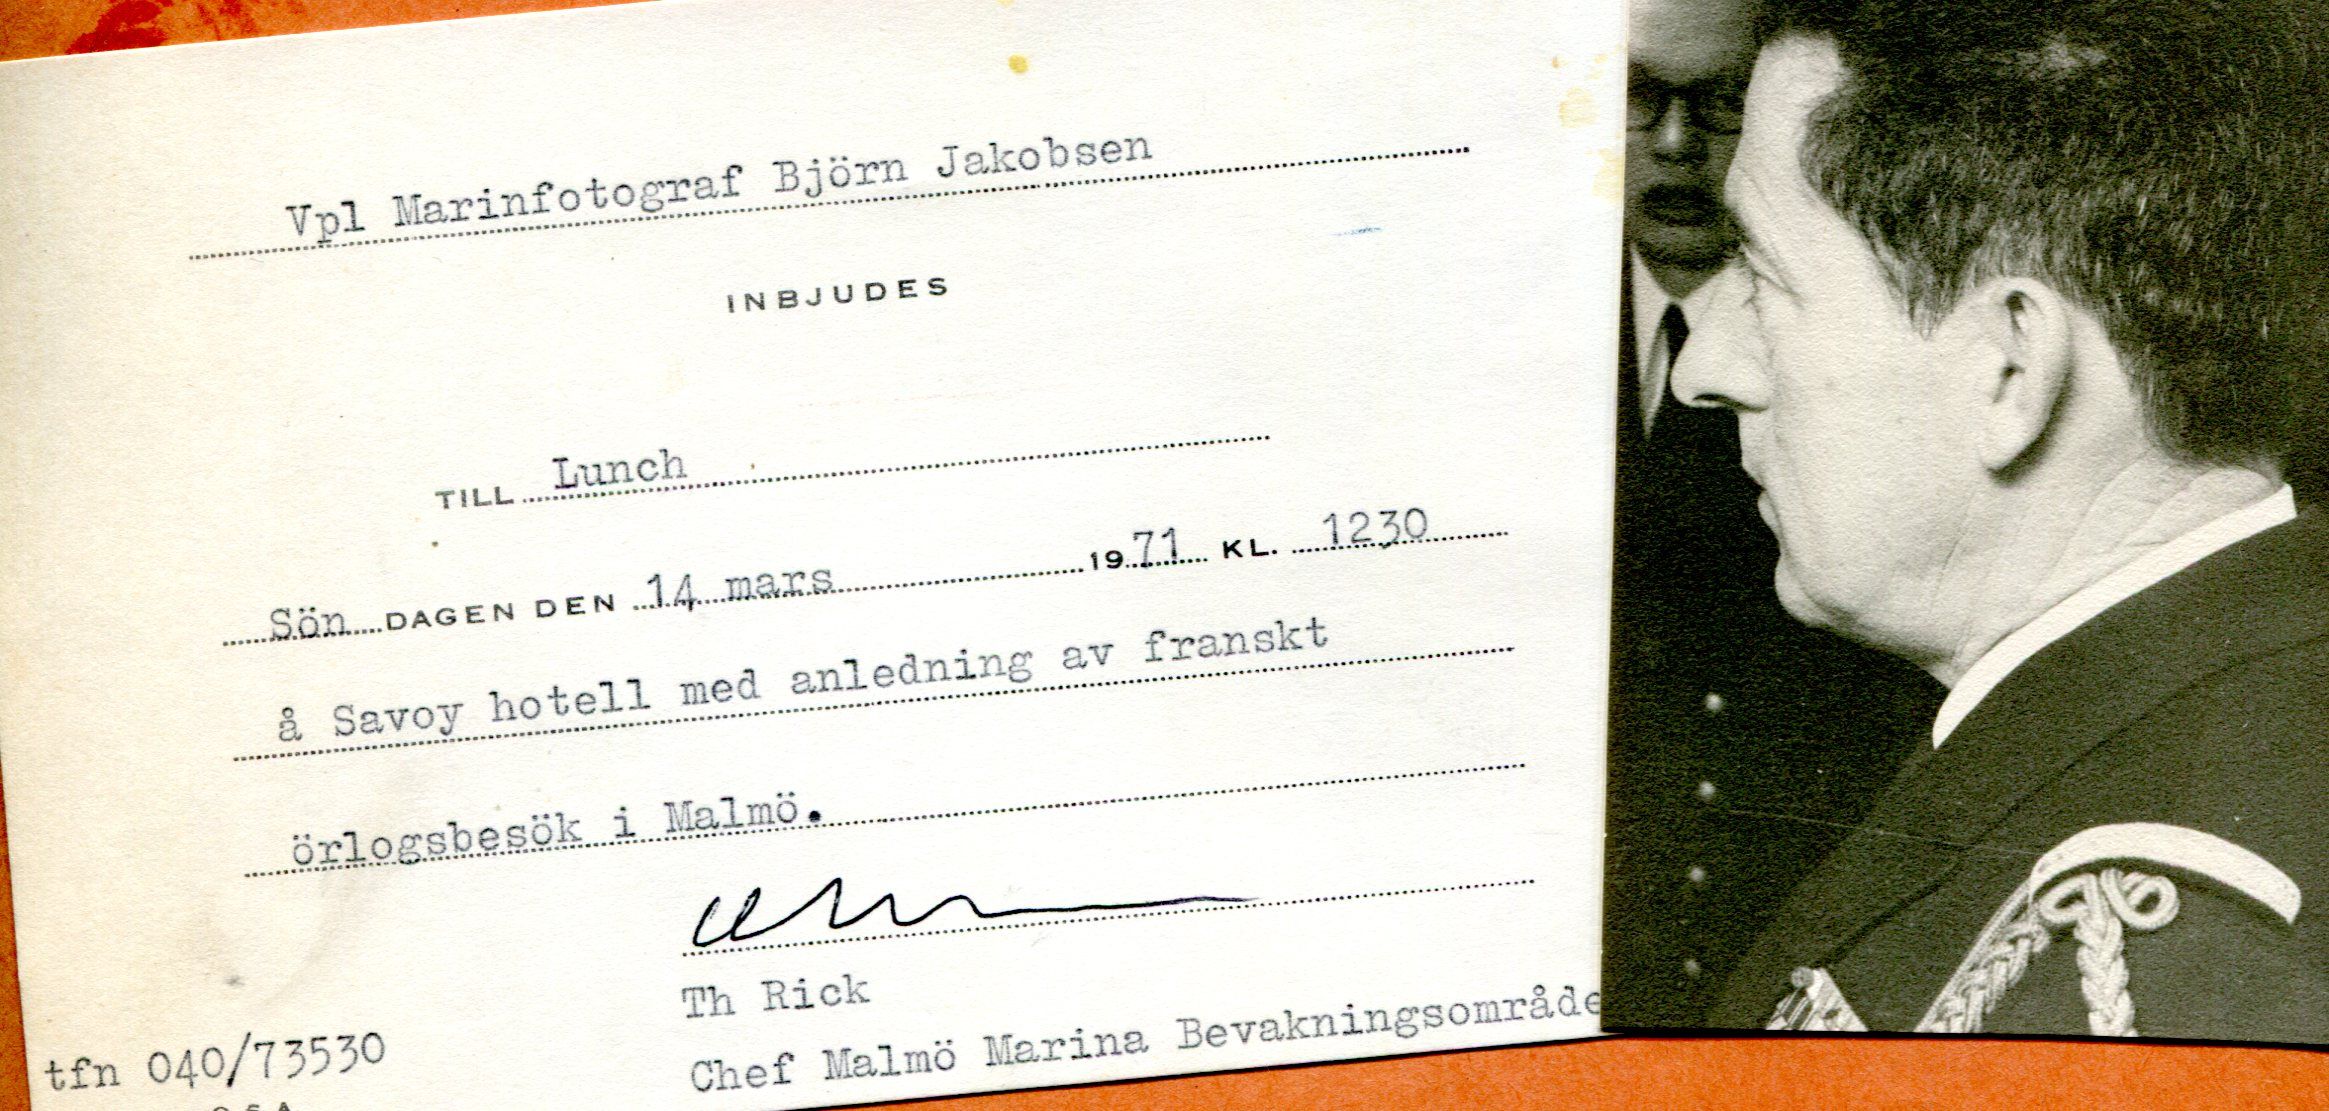 Vpl Marinfotograf Björn Jakobsen
INBJUDES
TILL Lunch
Sön DAGEN DEN 14 mars 1971 KL. 1230
å Savoy hotell med anledning av franskt
örlogsbesök i Malmö.
Th Rick
Chef Malmö Marina Bevakningsområde
tfn 040/73530